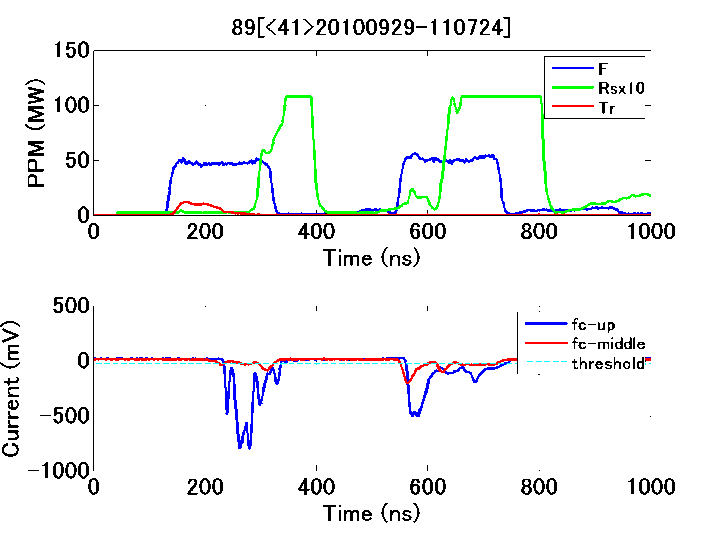 89[<41>20100929-110724]
150
100
50
0
PPM (MW)
F
Rsx10
Tr
0 200 400 600 800 1000
Time (ns)
500
0
-500
-1000
Current (mV)
fc-up
fc-middle
threshold
0 200 400 600 800 1000
Time (ns)